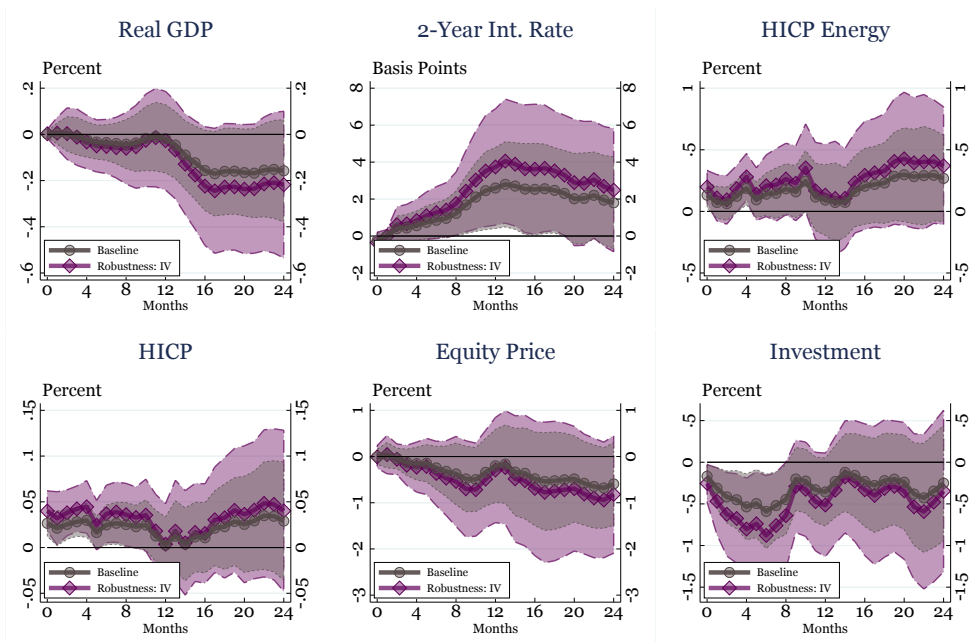 Real GDP
Percent
.2
0
-.2
-.4
-.6
.2
0
-.2
-.4
-.6
Baseline
Robustness: IV
0 4 8 12 16 20 24
Months
2-Year Int. Rate
Basis Points
8
6
4
2
0
-2
8
6
4
2
0
-2
Baseline
Robustness: IV
0 4 8 12 16 20 24
Months
HICP Energy
Percent
1
.5
0
-.5
1
.5
0
-.5
Baseline
Robustness: IV
0 4 8 12 16 20 24
Months
HICP
Percent
.15
.1
.05
0
-.05
.15
.1
.05
0
-.05
Baseline
Robustness: IV
0 4 8 12 16 20 24
Months
Equity Price
Percent
1
0
-1
-2
-3
1
0
-1
-2
-3
Baseline
Robustness: IV
0 4 8 12 16 20 24
Months
Investment
Percent
.5
0
-.5
-1
-1.5
.5
0
-.5
-1
-1.5
Baseline
Robustness: IV
0 4 8 12 16 20 24
Months